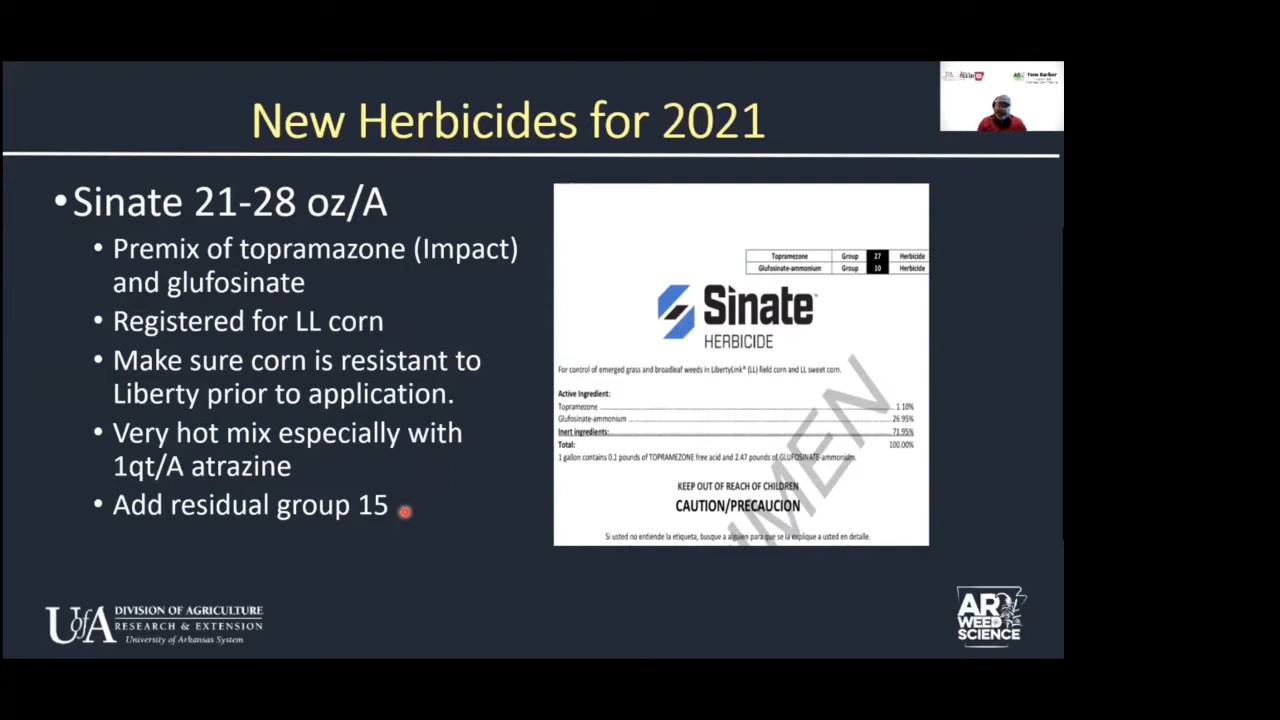 New Herbicides for 2021
Tom Barber
•Sinate 21-28 oz/A
• Premix of topramazone (Impact)
and glufosinate
• Registered for LL corn
• Make sure corn is resistant to
Liberty prior to application.
• Very hot mix especially with
1qt/A atrazine
• Add residual group 15
Topramezone Group 27 Herbicide
Glufosinate-ammonium Group 10 Herbicide
Sinate™
HERBICIDE
For control of emerged grass and broadleaf weeds in LibertyLink® (LL) field corn and LL sweet corn.
Active Ingredient:
Topramezone 1.10%
Glufosinate-ammonium 26.95%
Inert ingredients: 71.95%
Total: 100.00%
1 gallon contains 0.1 pounds of TOPRAMEZONE free acid and 2.47 pounds of GLUFOSINATE-ammonium.
KEEP OUT OF REACH OF CHILDREN
CAUTION/PRECAUCION
Si usted no entiende la etiqueta, busque a alguien para que se la explique a usted en detalle.
IMEN
UofA DIVISION OF AGRICULTURE
RESEARCH & EXTENSION
University of Arkansas System
AR
WEED
SCIENCE